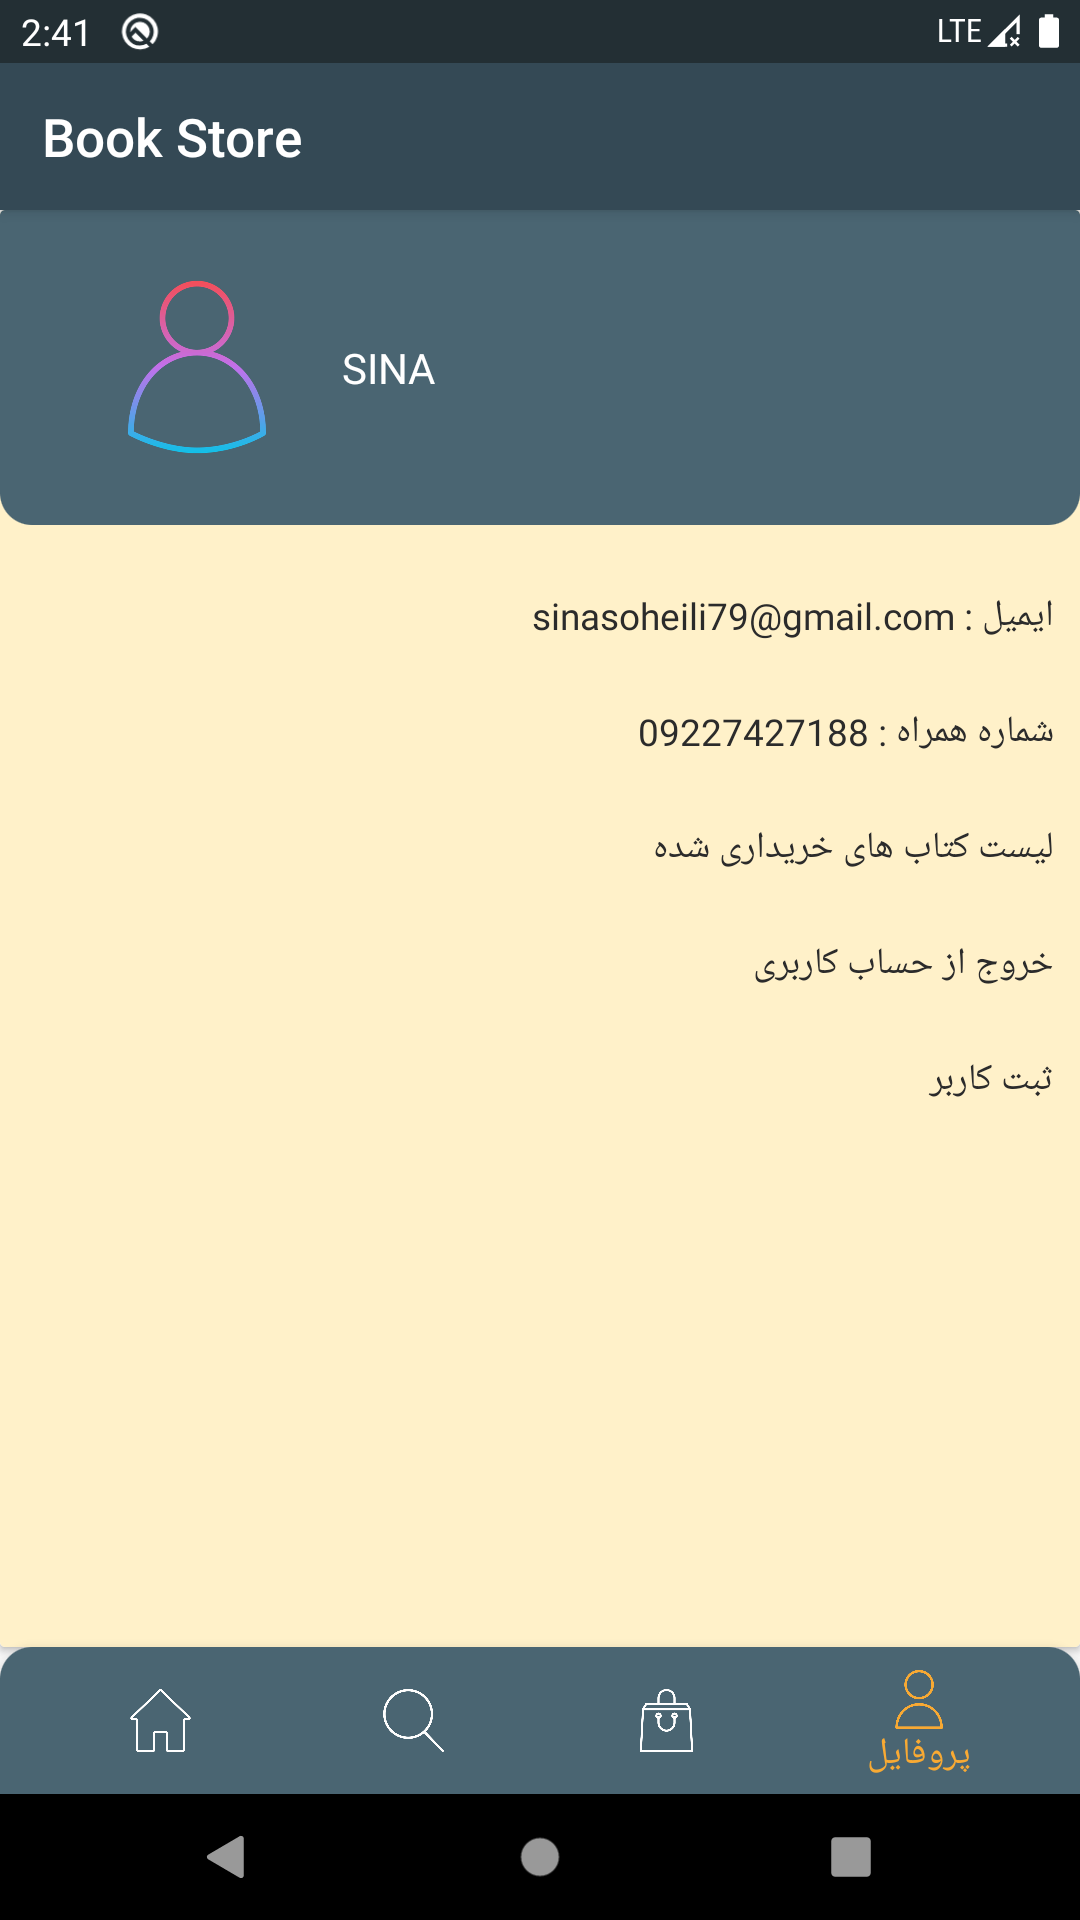 2:41 LTE
Book Store
SINA
ایمیل : sinasoheili79@gmail.com
شماره همراه : 09227427188
لیست کتاب های خریداری شده
خروج از حساب کاربری
ثبت کاربر
پروفایل